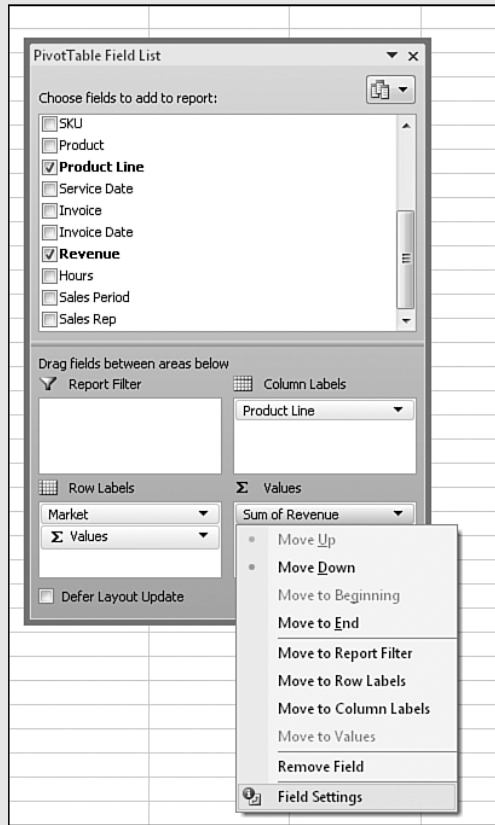 PivotTable Field List
Choose fields to add to report:
SKU
Product
Product Line
Service Date
Invoice
Invoice Date
Revenue
Hours
Sales Period
Sales Rep
Drag fields between areas below
Report Filter
Column Labels
Product Line
Row Labels
Σ Values
Market
Sum of Revenue
Σ Values
Defer Layout Update
Move Up
Move Down
Move to Beginning
Move to End
Move to Report Filter
Move to Row Labels
Move to Column Labels
Move to Values
Remove Field
Field Settings